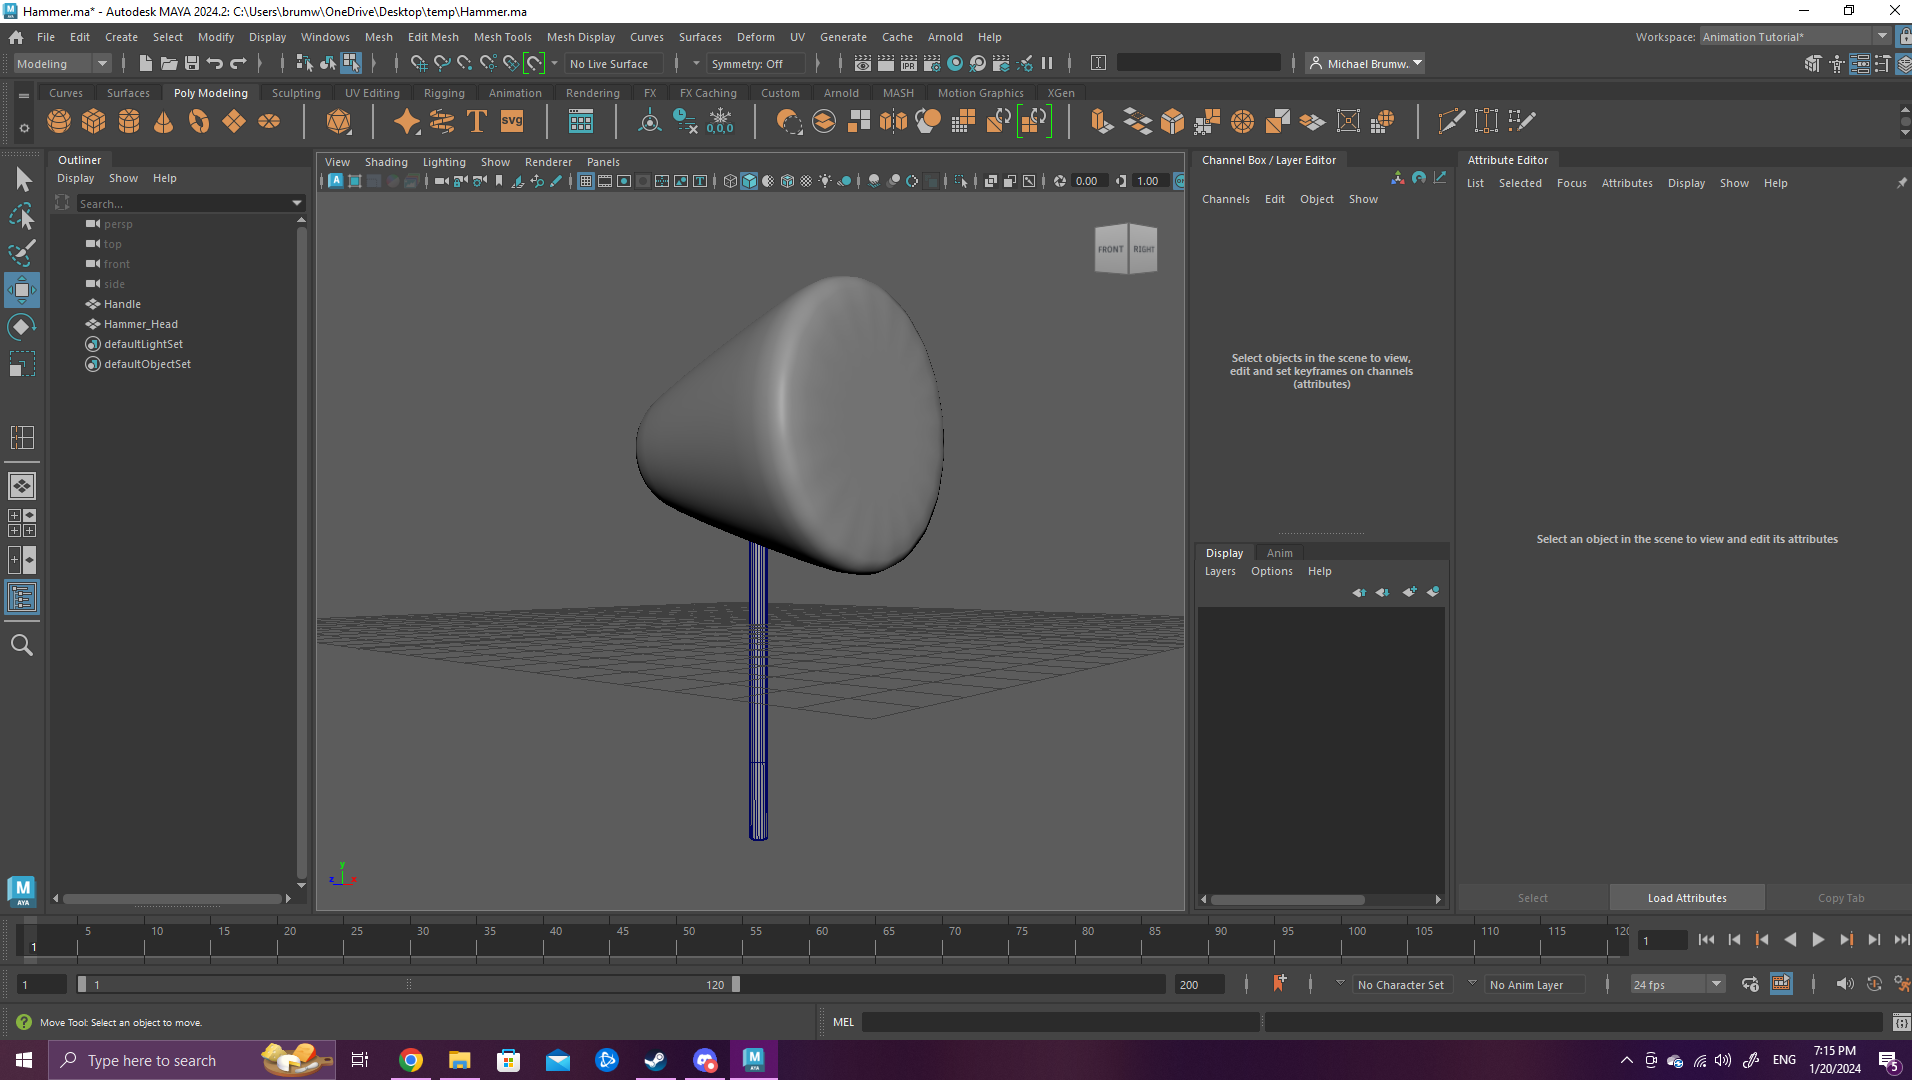 Hammer.ma* - Autodesk MAYA 2024.2: C:\Users\brumw\OneDrive\Desktop\temp\Hammer.ma
File Edit Create Select Modify Display Windows Mesh Edit Mesh Mesh Tools Mesh Display Curves Surfaces Deform UV Generate Cache Arnold Help Workspace: Animation Tutorial*
Modeling No Live Surface Symmetry: Off IPR Michael Brumw.
Curves Surfaces Poly Modeling Sculpting UV Editing Rigging Animation Rendering FX FX Caching Custom Arnold MASH Motion Graphics XGen
T SVG 0,0,0
Outliner
Display Show Help
Search...
persp
top
front
side
Handle
Hammer_Head
defaultLightSet
defaultObjectSet
View Shading Lighting Show Renderer Panels
0.00 1.00
FRONT RIGHT
y
z x
Channel Box / Layer Editor
Channels Edit Object Show
Select objects in the scene to view,
edit and set keyframes on channels
(attributes)
Display Anim
Layers Options Help
Attribute Editor
List Selected Focus Attributes Display Show Help
Select an object in the scene to view and edit its attributes
Select Load Attributes Copy Tab
M
AYA
5 10 15 20 25 30 35 40 45 50 55 60 65 70 75 80 85 90 95 100 105 110 115 120
1 1
1 1 120 200 No Character Set No Anim Layer 24 fps
Move Tool: Select an object to move. MEL
Type here to search ENG 7:15 PM
1/20/2024
5